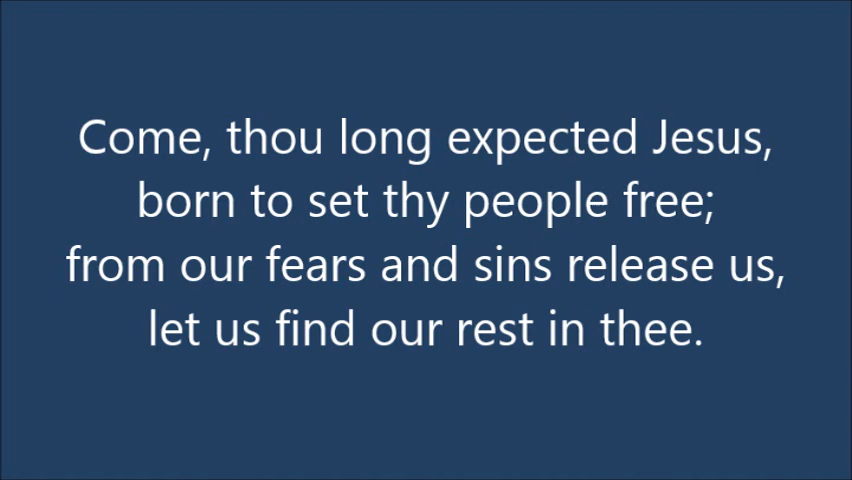 Come, thou long expected Jesus,
born to set thy people free;
from our fears and sins release us,
let us find our rest in thee.